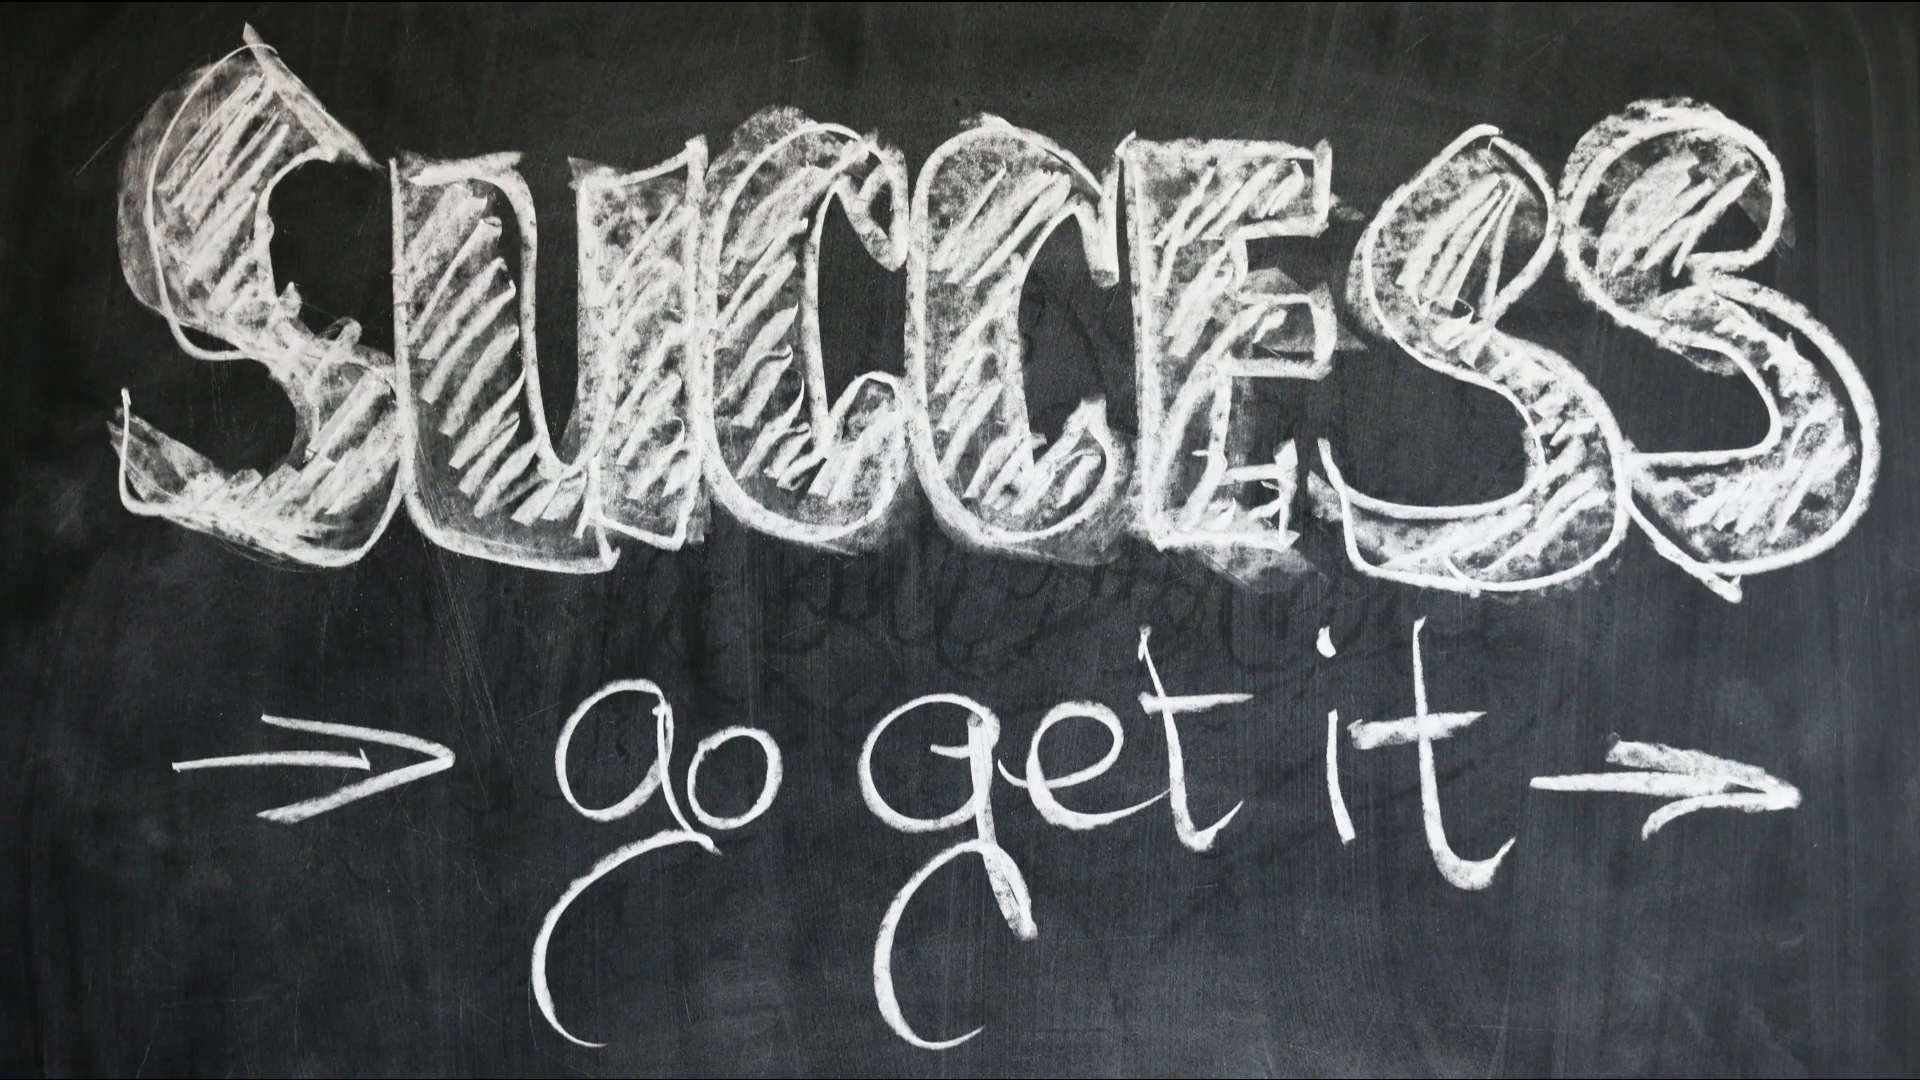 SUCCESS
→ go get it →